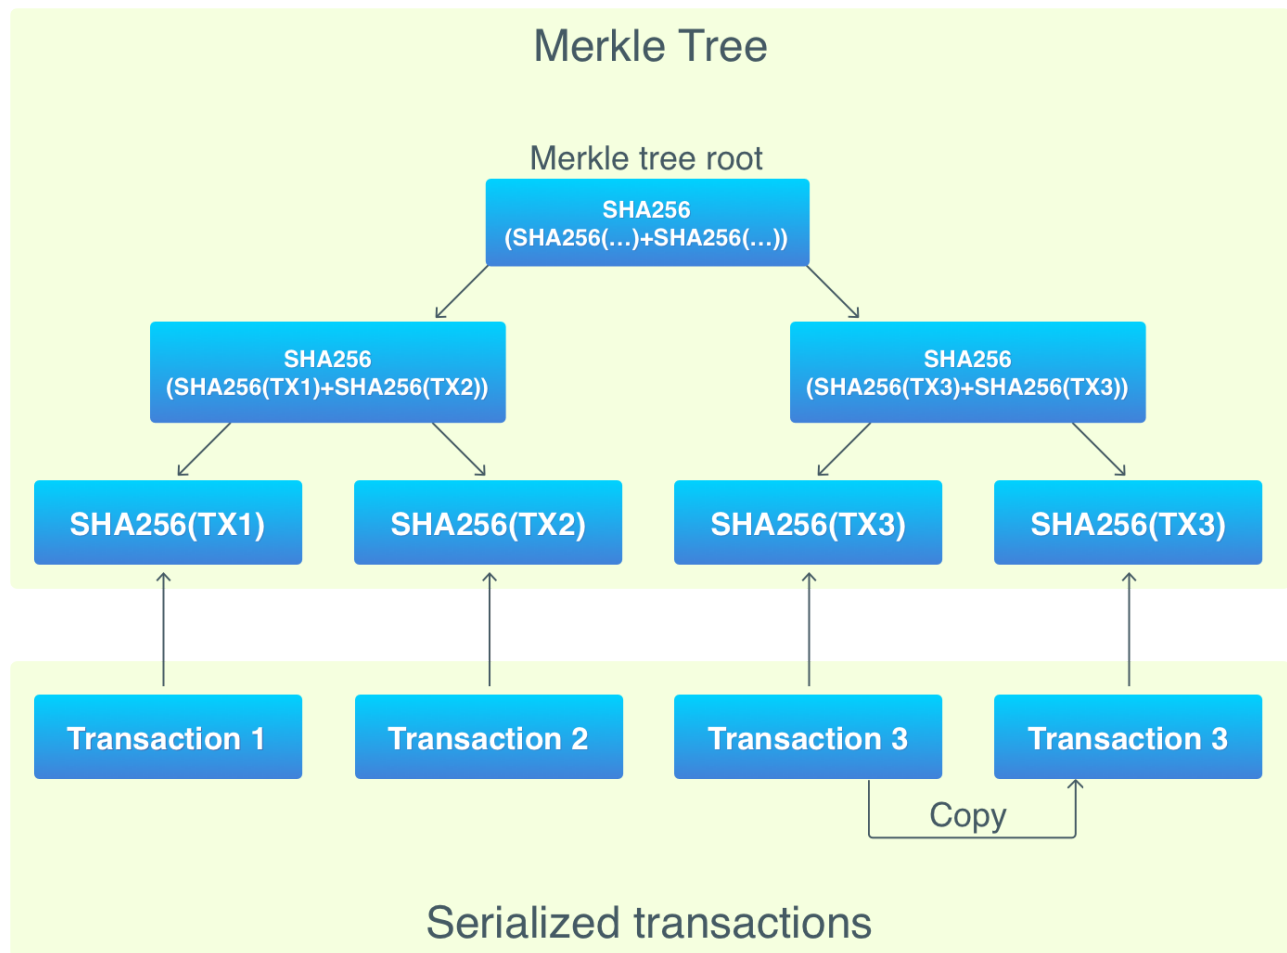 Merkle Tree
Merkle tree root
SHA256
(SHA256(...)+SHA256(...))
SHA256
(SHA256(TX1)+SHA256(TX2))
SHA256
(SHA256(TX3)+SHA256(TX3))
SHA256(TX1)
SHA256(TX2)
SHA256(TX3)
SHA256(TX3)
Transaction 1
Transaction 2
Transaction 3
Transaction 3
Copy
Serialized transactions